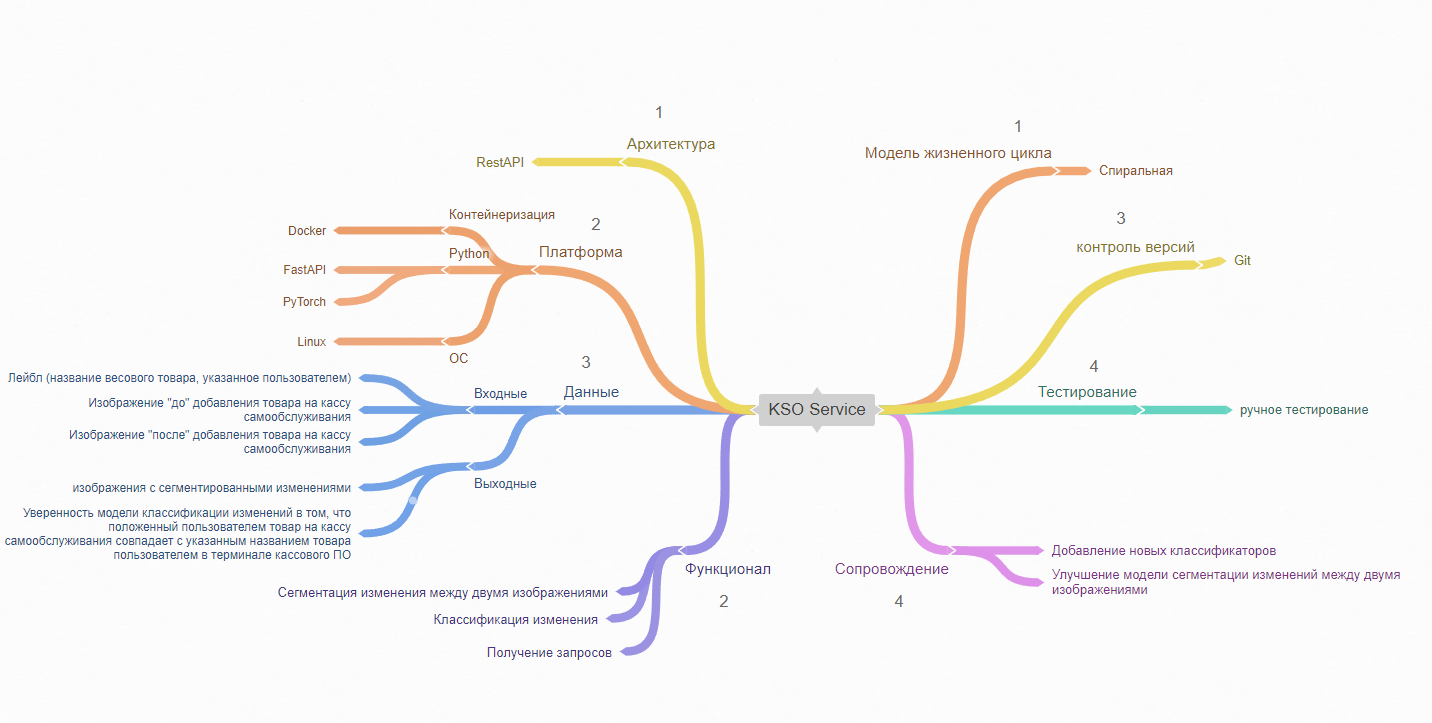 1
Архитектура
RestAPI
2
Платформа
Контейнеризация
Docker
Python
FastAPI
PyTorch
Linux
ОС
3
Данные
Входные
Лейбл (название весового товара, указанное пользователем)
Изображение "до" добавления товара на кассу
самообслуживания
Изображение "после" добавления товара на кассу
самообслуживания
Выходные
изображения с сегментированными изменениями
Уверенность модели классификации изменений в том, что
положенный пользователем товар на кассу
самообслуживания совпадает с указанным названием товара
пользователем в терминале кассового ПО
Функционал
2
Сегментация изменения между двумя изображениями
Классификация изменения
Получение запросов
KSO Service
1
Модель жизненного цикла
Спиральная
3
контроль версий
Git
4
Тестирование
ручное тестирование
Сопровождение
4
Добавление новых классификаторов
Улучшение модели сегментации изменений между двумя
изображениями